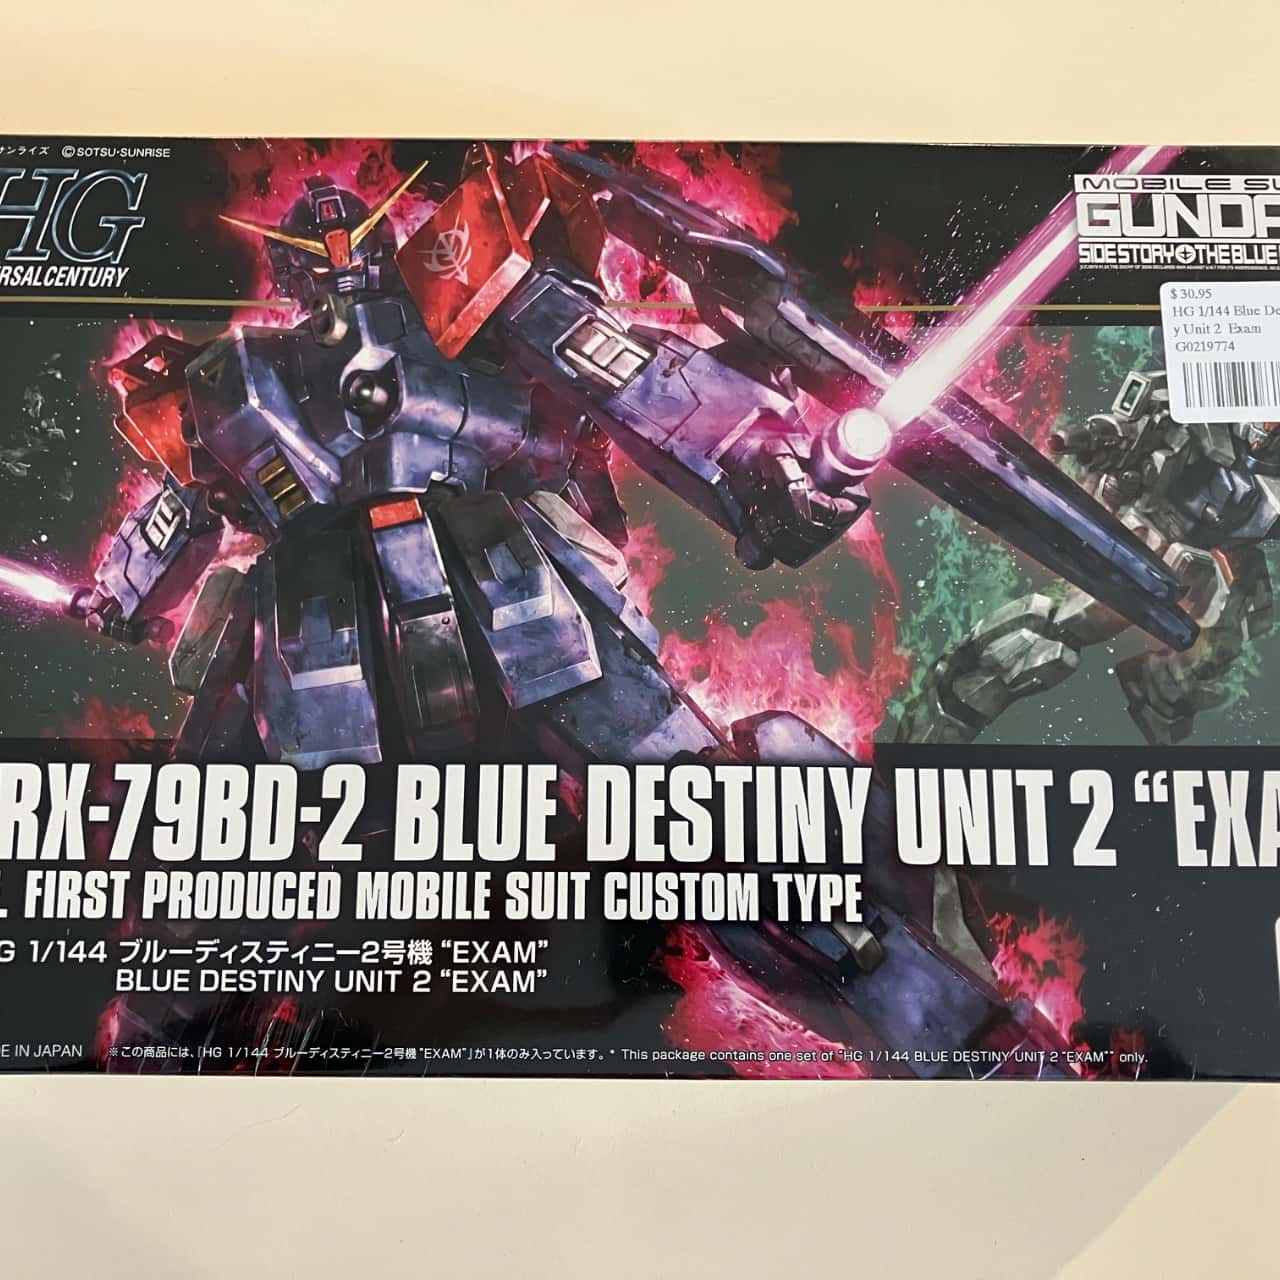 サンライズ ©SOTSU・SUNRISE
HG
ERSALCENTURY
MOBILE SU
GUNDA
SIDE STORY THE BLUE
$ 30.95
HG 1/144 Blue De
y Unit 2 Exam
G0219774
RX-79BD-2 BLUE DESTINY UNIT 2 “EXA
. FIRST PRODUCED MOBILE SUIT CUSTOM TYPE
G 1/144 ブルーディスティニー2号機 “EXAM”
BLUE DESTINY UNIT 2 “EXAM”
E IN JAPAN ※この商品には、「HG 1/144 ブルーディスティニー2号機“EXAM”」が1体のみ入っています。 * This package contains one set of "HG 1/144 BLUE DESTINY UNIT 2 "EXAM"" only.